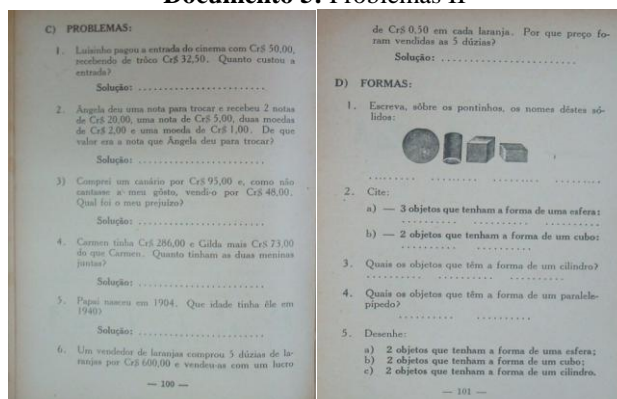 Documento 3: Problemas II
C) PROBLEMAS:
1. Luisinho pagou a entrada do cinema com Cr$ 50,00,
recebendo de trôco Cr$ 32,50. Quanto custou a
entrada?
Solução: ........................
2. Ângela deu uma nota para trocar e recebeu 2 notas
de Cr$ 20,00, uma nota de Cr$ 5,00, duas moedas
de Cr$ 2,00 e uma moeda de Cr$ 1,00. De que
valor era a nota que Ângela deu para trocar?
Solução: ........................
3) Comprei um canário por Cr$ 95,00 e, como não
cantasse a meu gôsto, vendi-o por Cr$ 48,00.
Qual foi o meu prejuízo?
Solução: ........................
4. Carmen tinha Cr$ 286,00 e Gilda mais Cr$ 73,00
do que Carmen. Quanto tinham as duas meninas
juntas?
Solução: ........................
5. Papai nasceu em 1904. Que idade tinha êle em
1940?
Solução: ........................
6. Um vendedor de laranjas comprou 5 dúzias de la-
ranjas por Cr$ 600,00 e vendeu-as com um lucro
— 100 —
de Cr$ 0,50 em cada laranja. Por que preço fo-
ram vendidas as 5 dúzias?
Solução: ........................
D) FORMAS:
1. Escreva, sôbre os pontinhos, os nomes dêstes só-
lidos:
.......... .......... .......... ..........
2. Cite:
a) — 3 objetos que tenham a forma de uma esfera:
.......... .......... ..........
b) — 2 objetos que tenham a forma de um cubo:
.......... ..........
3. Quais os objetos que têm a forma de um cilindro?
.......... .......... ..........
4. Quais os objetos que têm a forma de um paralele-
pípedo?
.......... ..........
5. Desenhe:
a) 2 objetos que tenham a forma de uma esfera;
b) 2 objetos que tenham a forma de um cubo;
c) 2 objetos que tenham a forma de um cilindro.
— 101 —